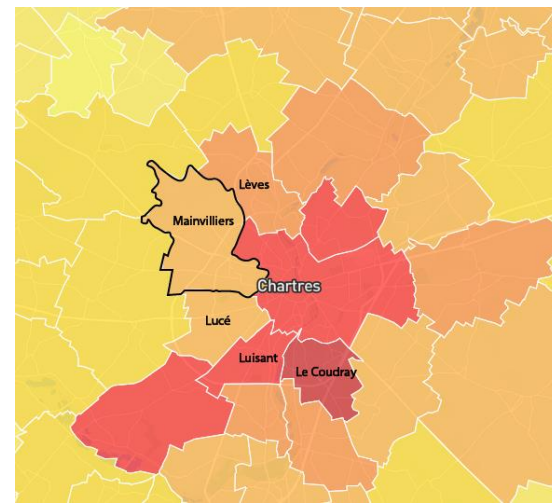 Lèves
Mainvilliers
Chartres
Lucé
Luisant
Le Coudray